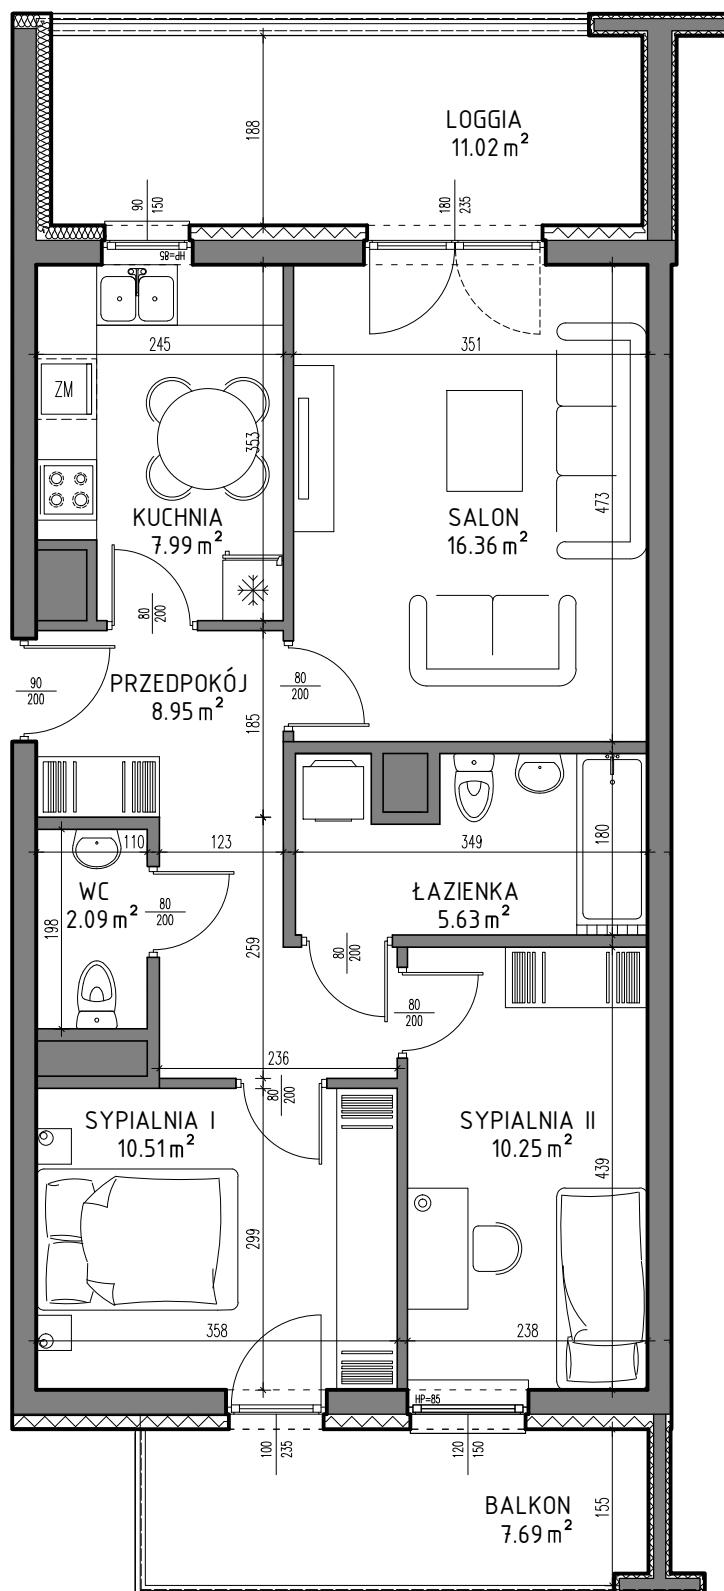 LOGGIA
11.02 m²
188
90
150
180
235
HP=85
245
351
ZM
353
473
KUCHNIA
7.99 m²
SALON
16.36 m²
80
200
90
200
PRZEDPOKÓJ
8.95 m²
80
200
185
110
123
349
180
WC
2.09 m²
80
200
198
ŁAZIENKA
5.63 m²
259
80
200
80
200
236
80
200
SYPIALNIA I
10.51 m²
SYPIALNIA II
10.25 m²
439
299
358
238
HP=85
100
235
120
150
BALKON
7.69 m²
155